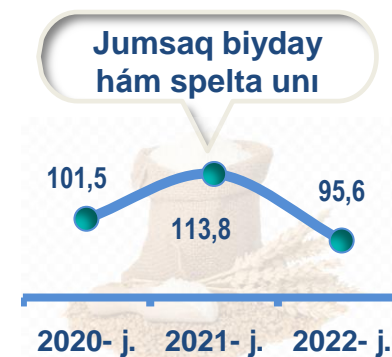 Jumsaq biyday
hám spelta unı
101,5
113,8
95,6
2020- j. 2021- j. 2022- j.